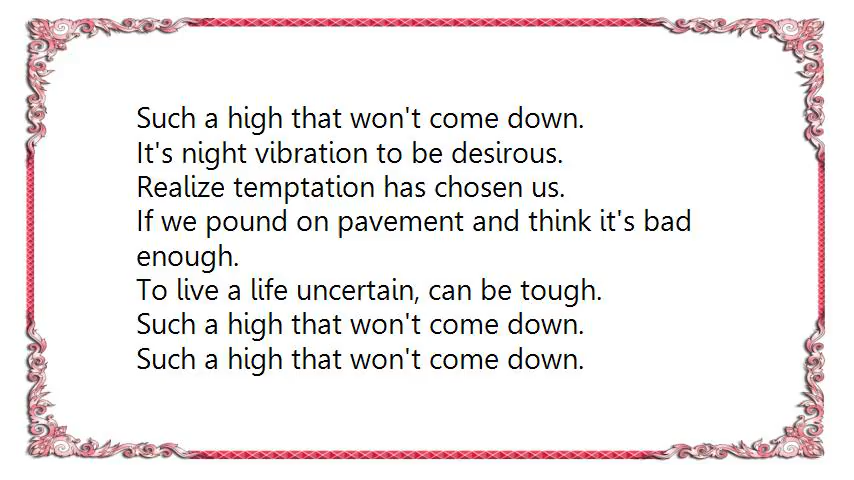 Such a high that won't come down.
It's night vibration to be desirous.
Realize temptation has chosen us.
If we pound on pavement and think it's bad
enough.
To live a life uncertain, can be tough.
Such a high that won't come down.
Such a high that won't come down.